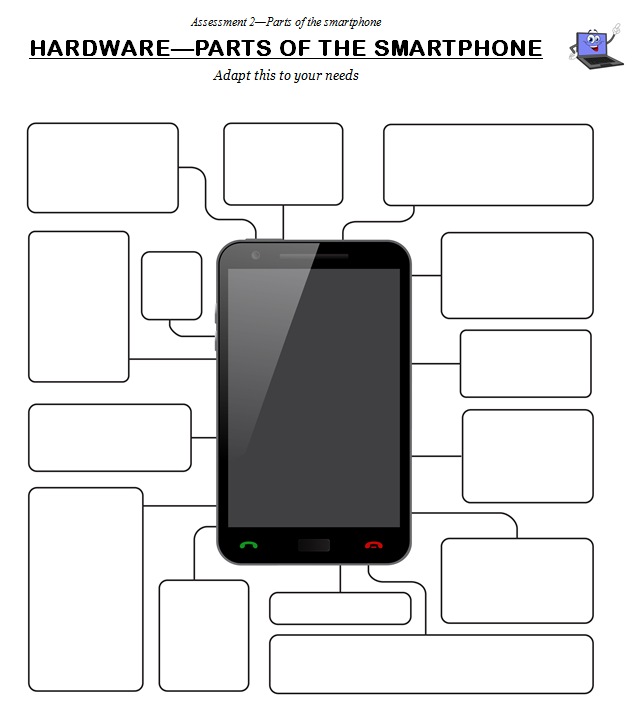 Assessment 2—Parts of the smartphone
HARDWARE—PARTS OF THE SMARTPHONE
Adapt this to your needs